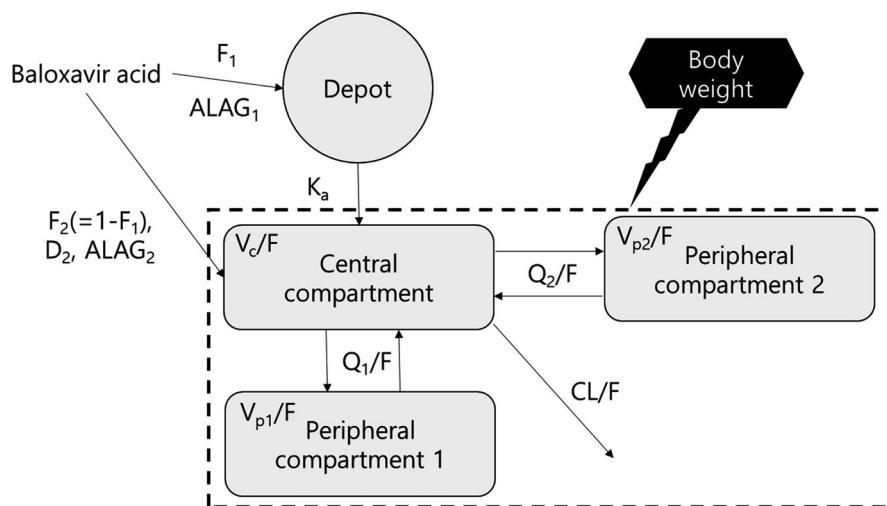 F₁
Baloxavir acid
ALAG₁
Depot
Body
weight
Kₐ
F₂(=1-F₁),
D₂, ALAG₂
V꜀/F
Central
compartment
Q₂/F
Vₚ₂/F
Peripheral
compartment 2
Q₁/F
CL/F
Vₚ₁/F
Peripheral
compartment 1